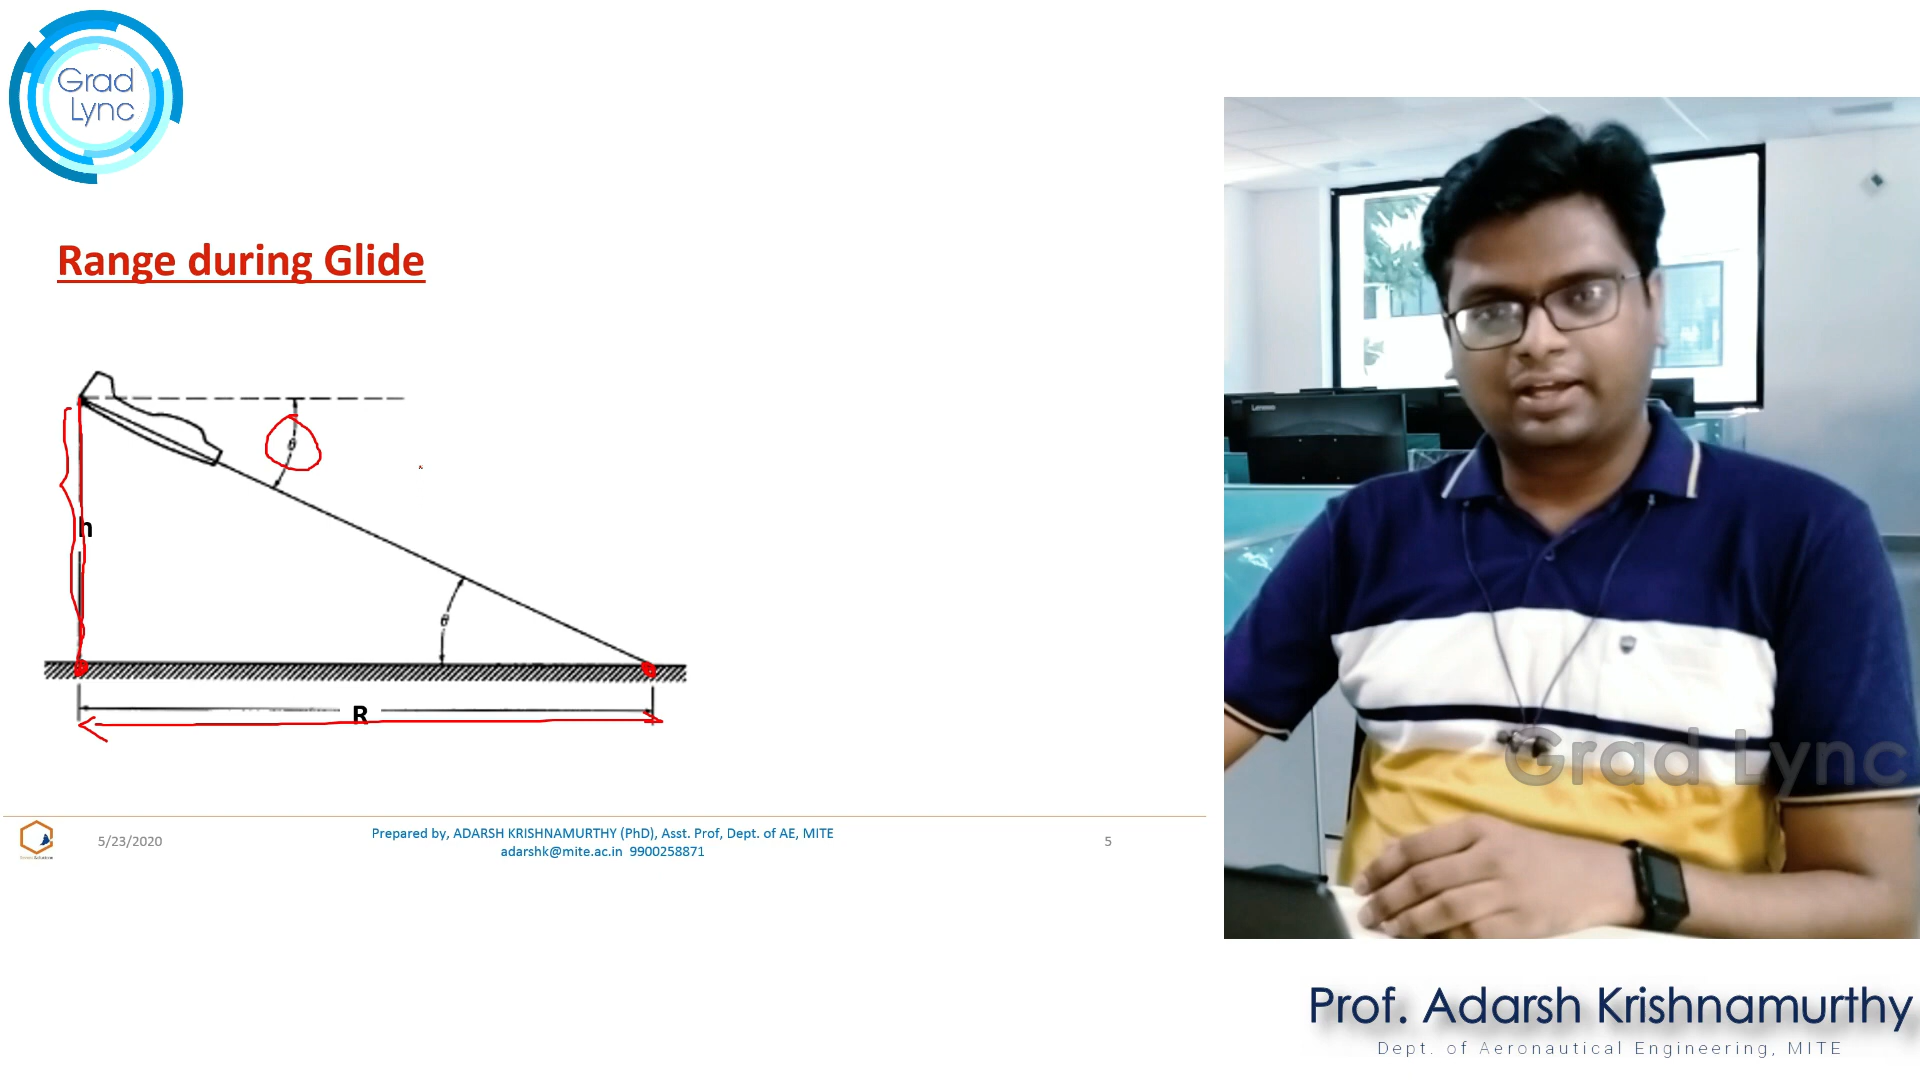 Grad
Lync
Range during Glide
θ
h
θ
R
5/23/2020
Prepared by, ADARSH KRISHNAMURTHY (PhD), Asst. Prof, Dept. of AE, MITE
adarshk@mite.ac.in 9900258871
5
Lenovo
Grad Lync
Prof. Adarsh Krishnamurthy
Dept. of Aeronautical Engineering, MITE